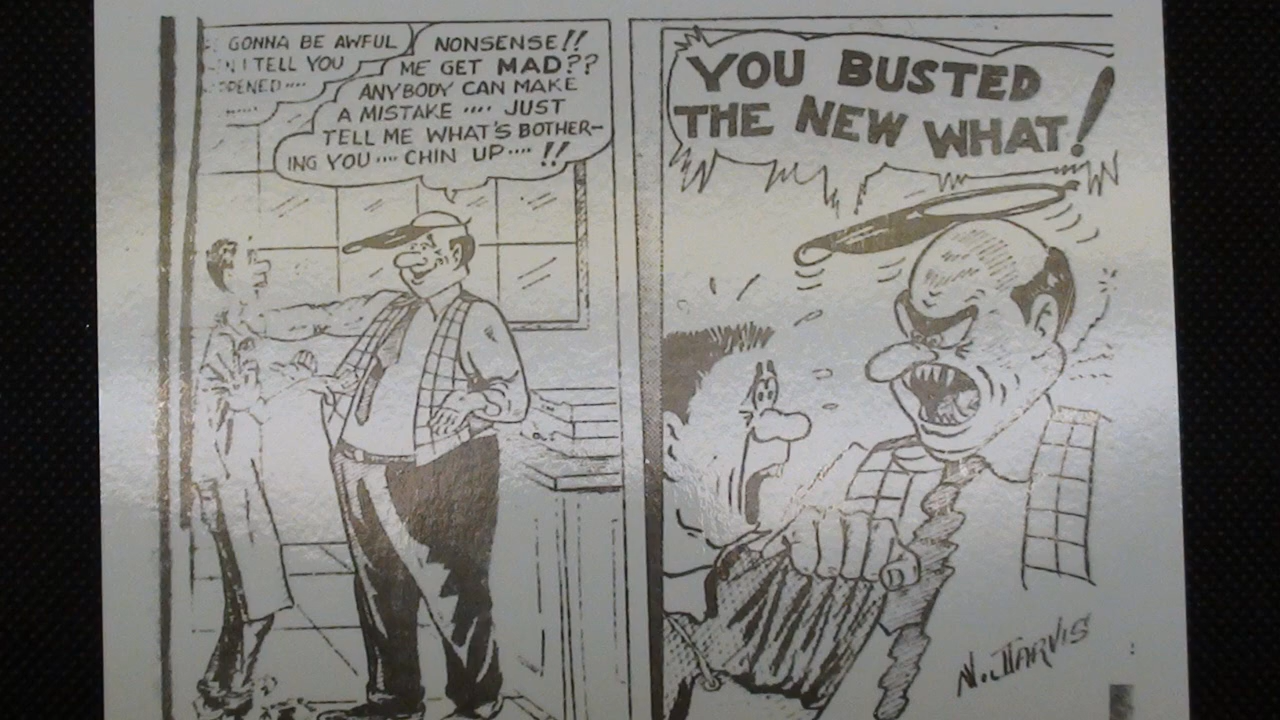 GONNA BE AWFUL
I TELL YOU
PENED....
......
NONSENSE!!
ME GET MAD??
ANYBODY CAN MAKE
A MISTAKE .... JUST
TELL ME WHAT'S BOTHER-
ING YOU .... CHIN UP.... !!
YOU BUSTED
THE NEW WHAT!
N. JARVIS